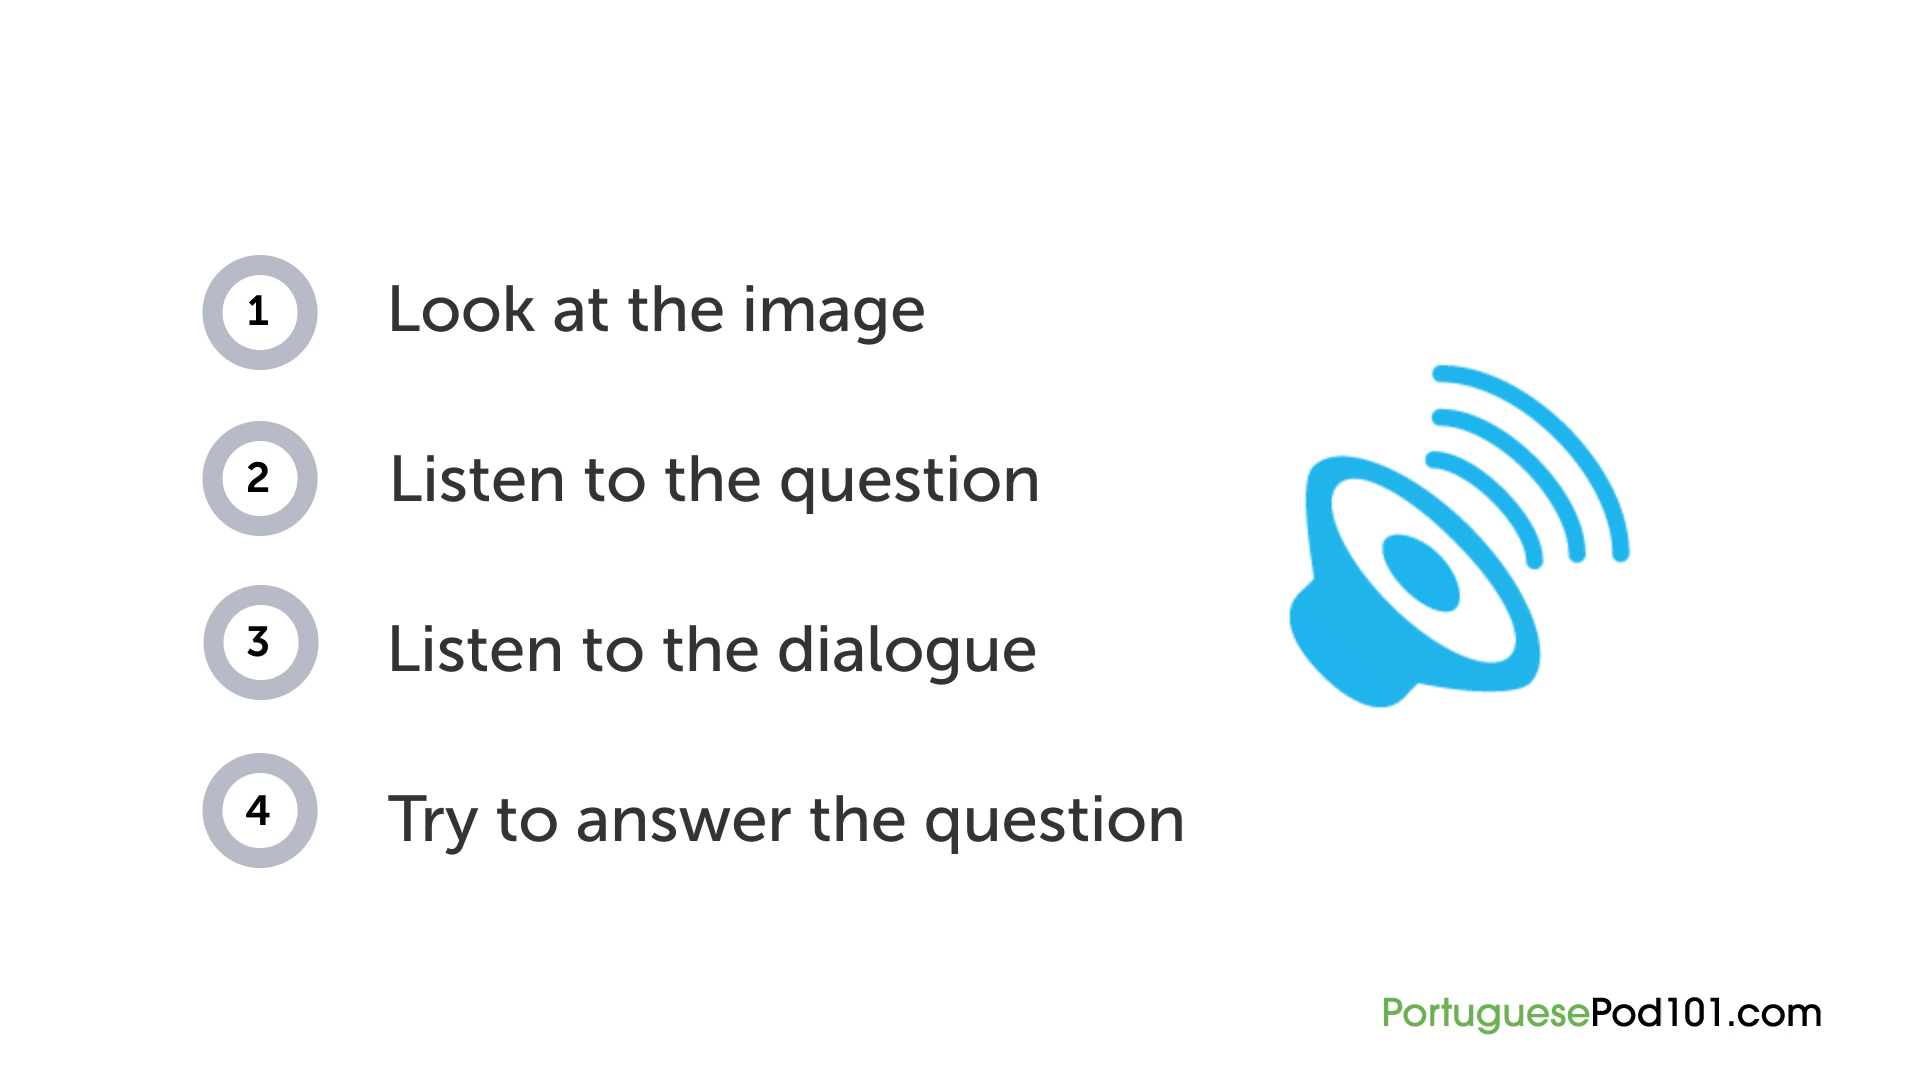 1 Look at the image
2 Listen to the question
3 Listen to the dialogue
4 Try to answer the question
PortuguesePod101.com